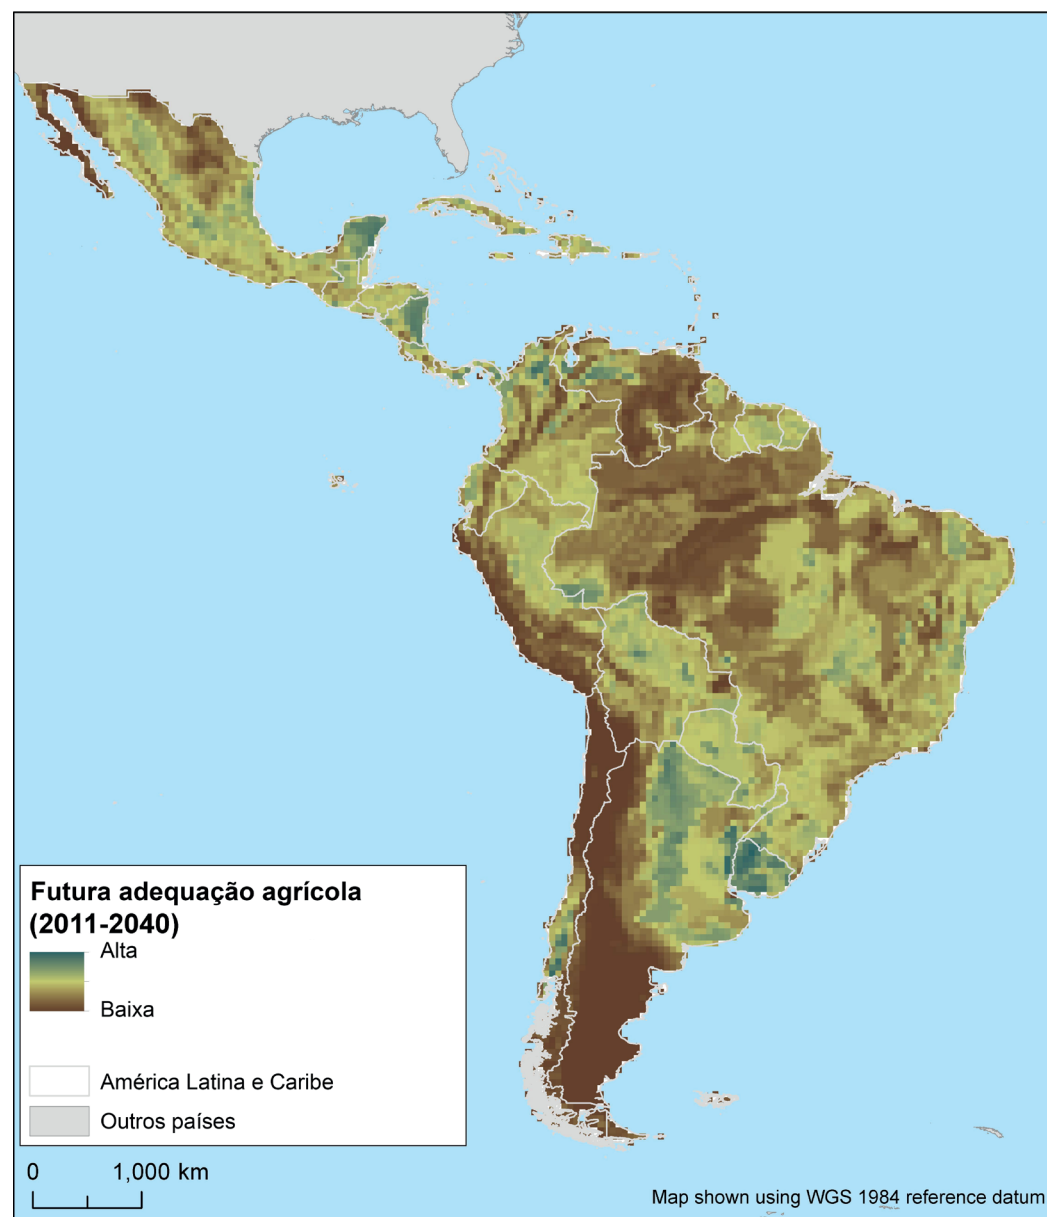 Futura adequação agrícola
(2011-2040)
Alta
Baixa
América Latina e Caribe
Outros países
0 1,000 km
Map shown using WGS 1984 reference datum